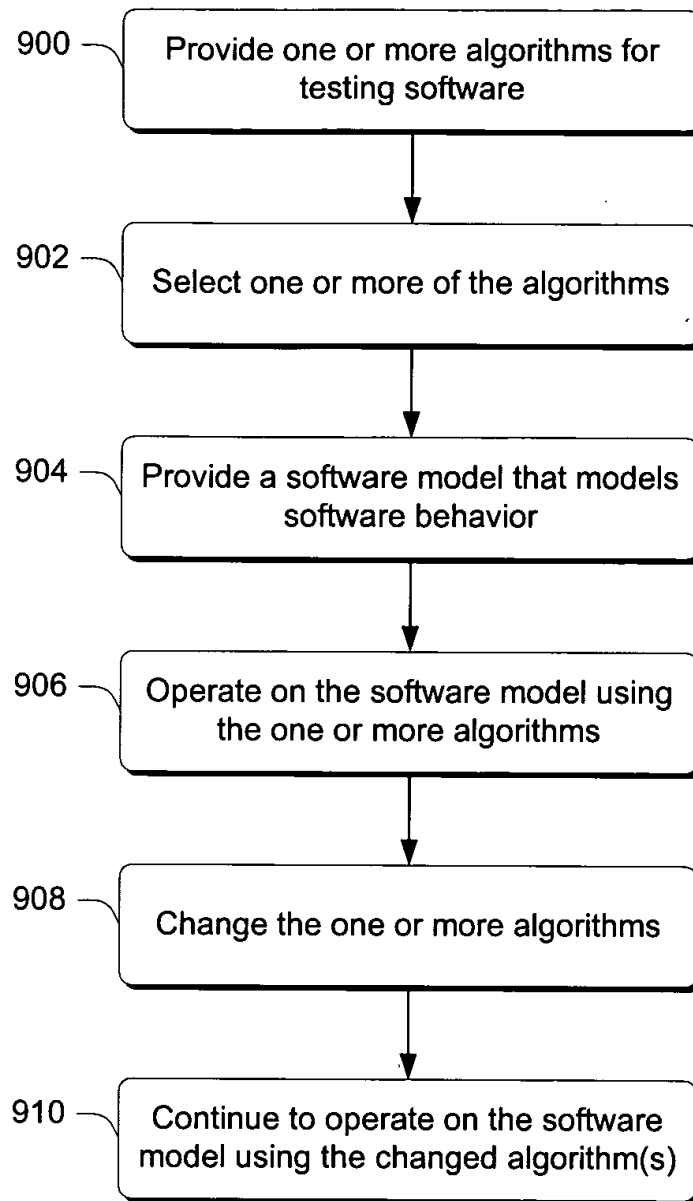 900
Provide one or more algorithms for
testing software
902
Select one or more of the algorithms
904
Provide a software model that models
software behavior
906
Operate on the software model using
the one or more algorithms
908
Change the one or more algorithms
910
Continue to operate on the software
model using the changed algorithm(s)